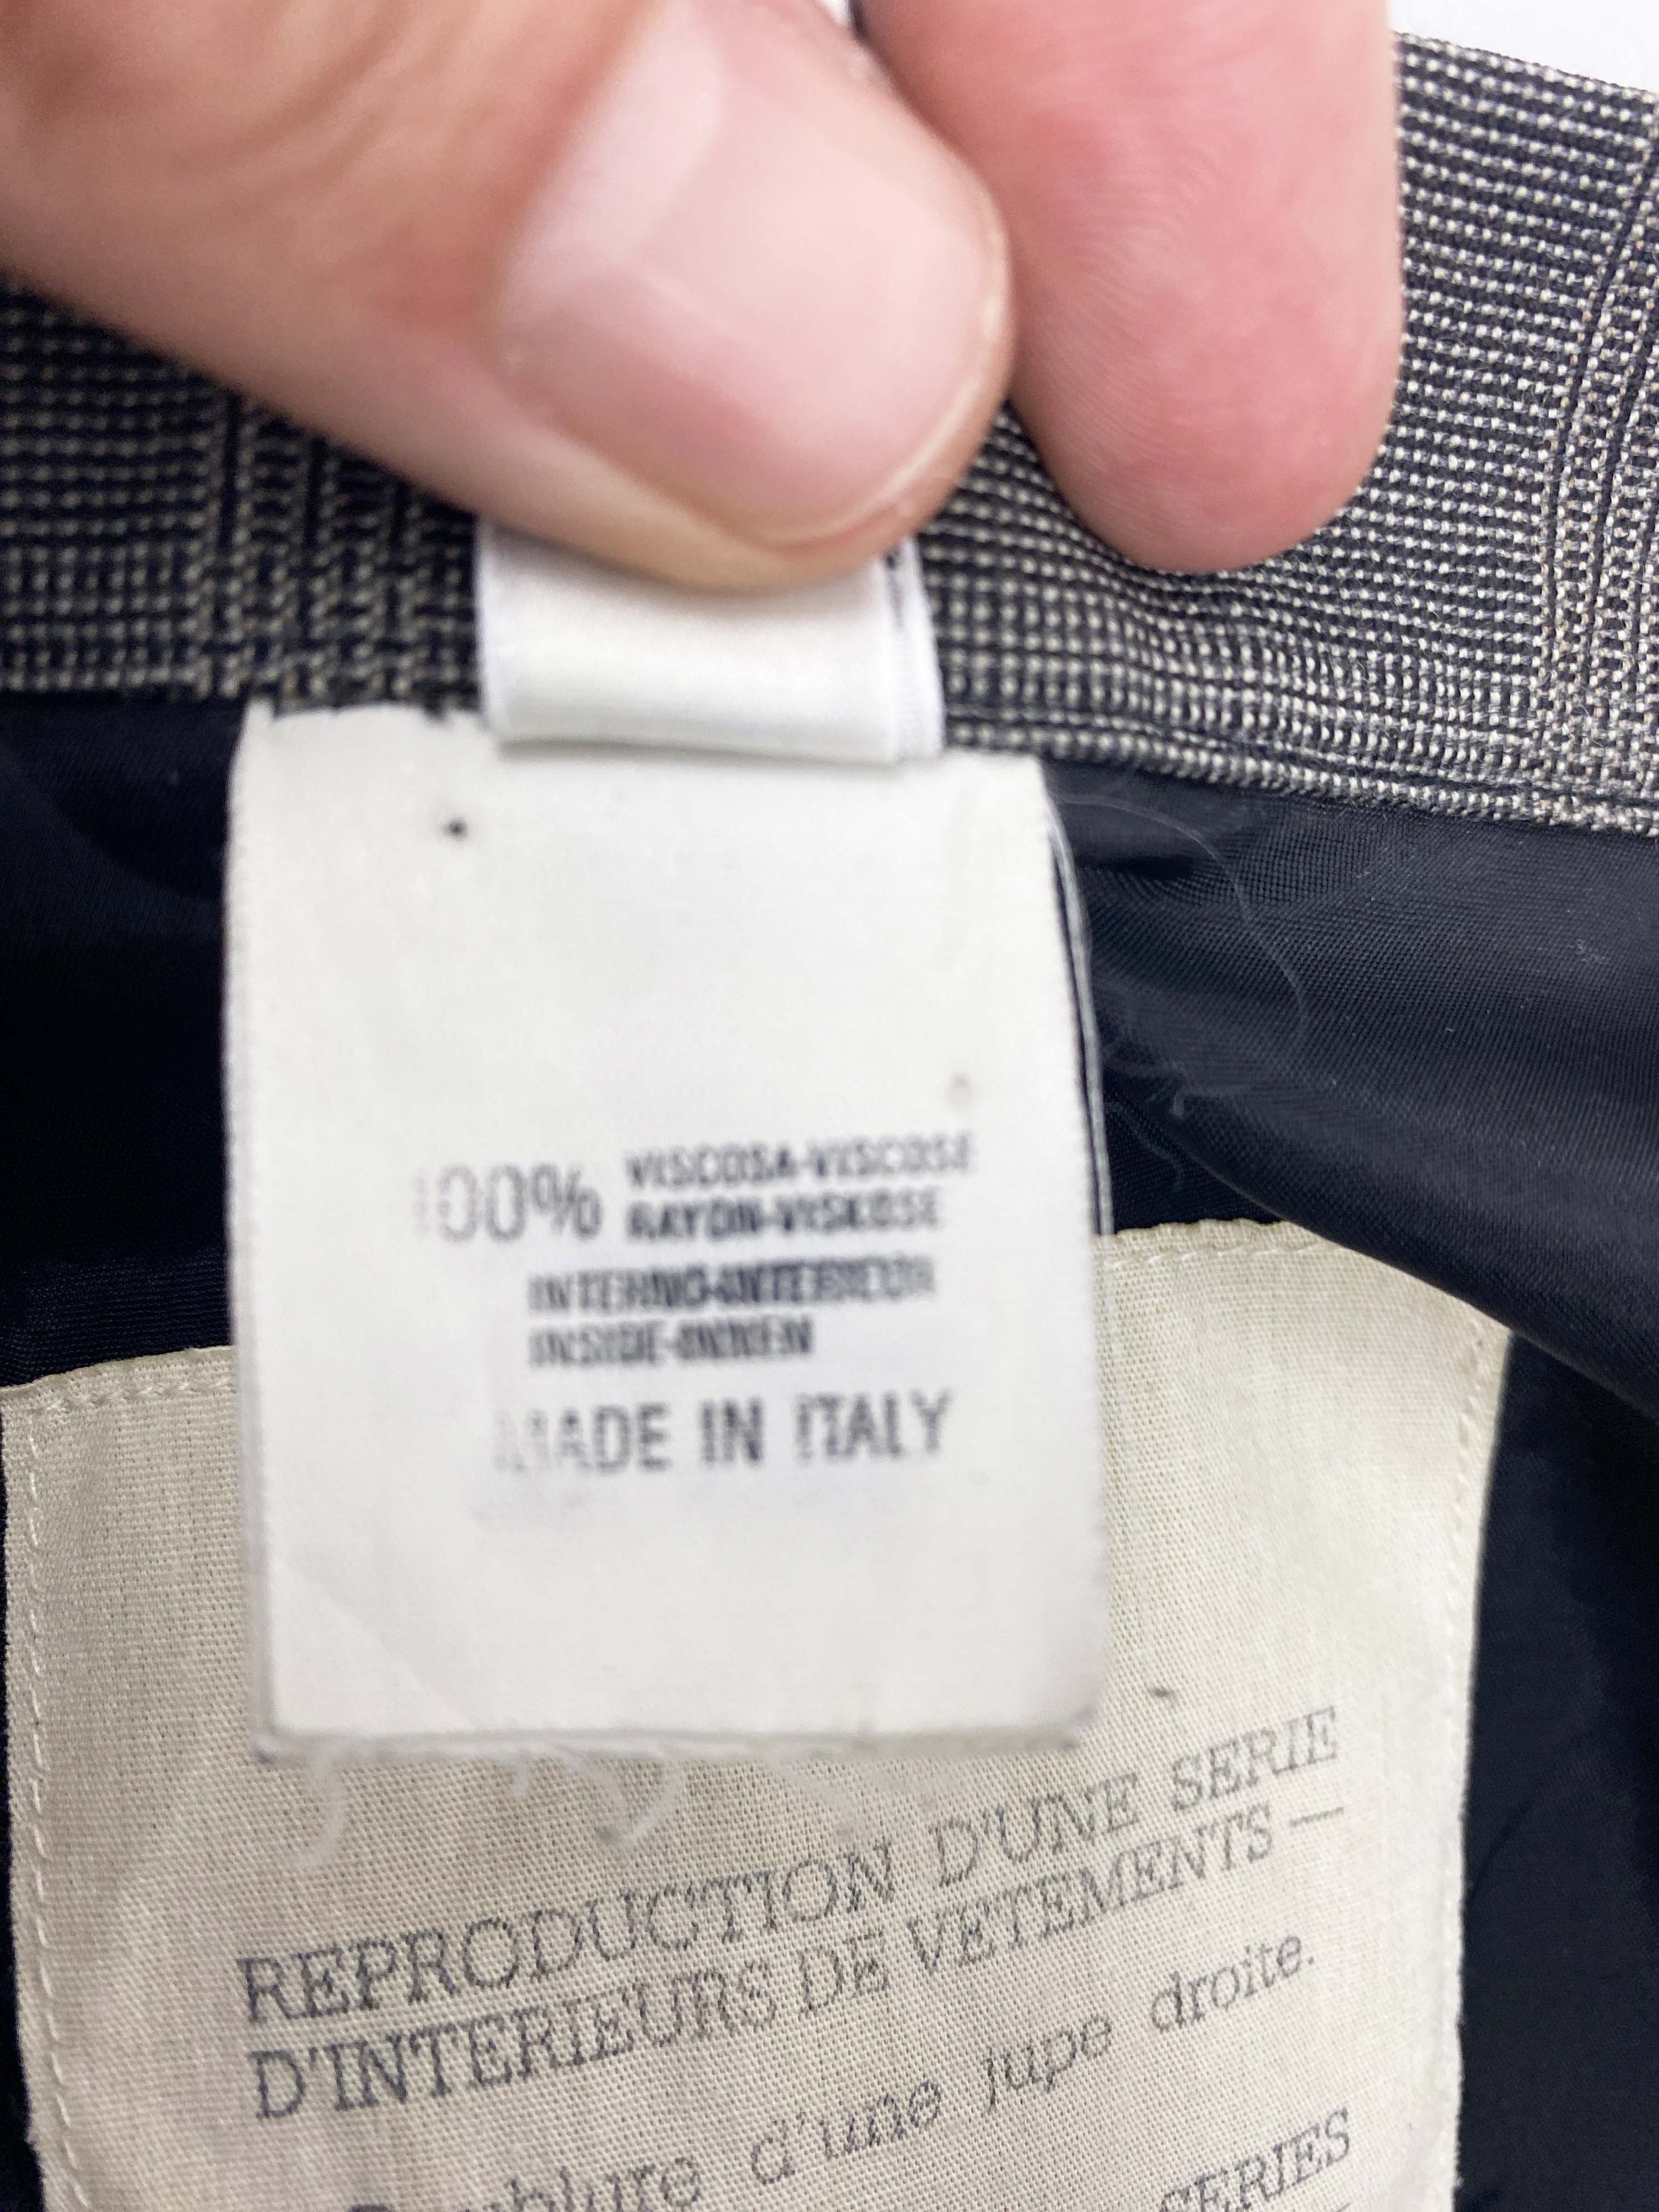 100% VISCOSA-VISCOSE
RAYON-VISKOSE
INTERNO-INTERIEUR
INSIDE-INNEN
MADE IN ITALY
REPRODUCTION D'UNE SERIE
D'INTERIEURS DE VETEMENTS —
d'une jupe droite.
SERIES